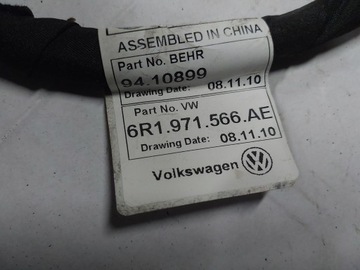 ASSEMBLED IN CHINA
Part No. BEHR
94.10899
Drawing Date: 08.11.10
Part No. VW
6R1.971.566.AE
Drawing Date: 08.11.10
Volkswagen